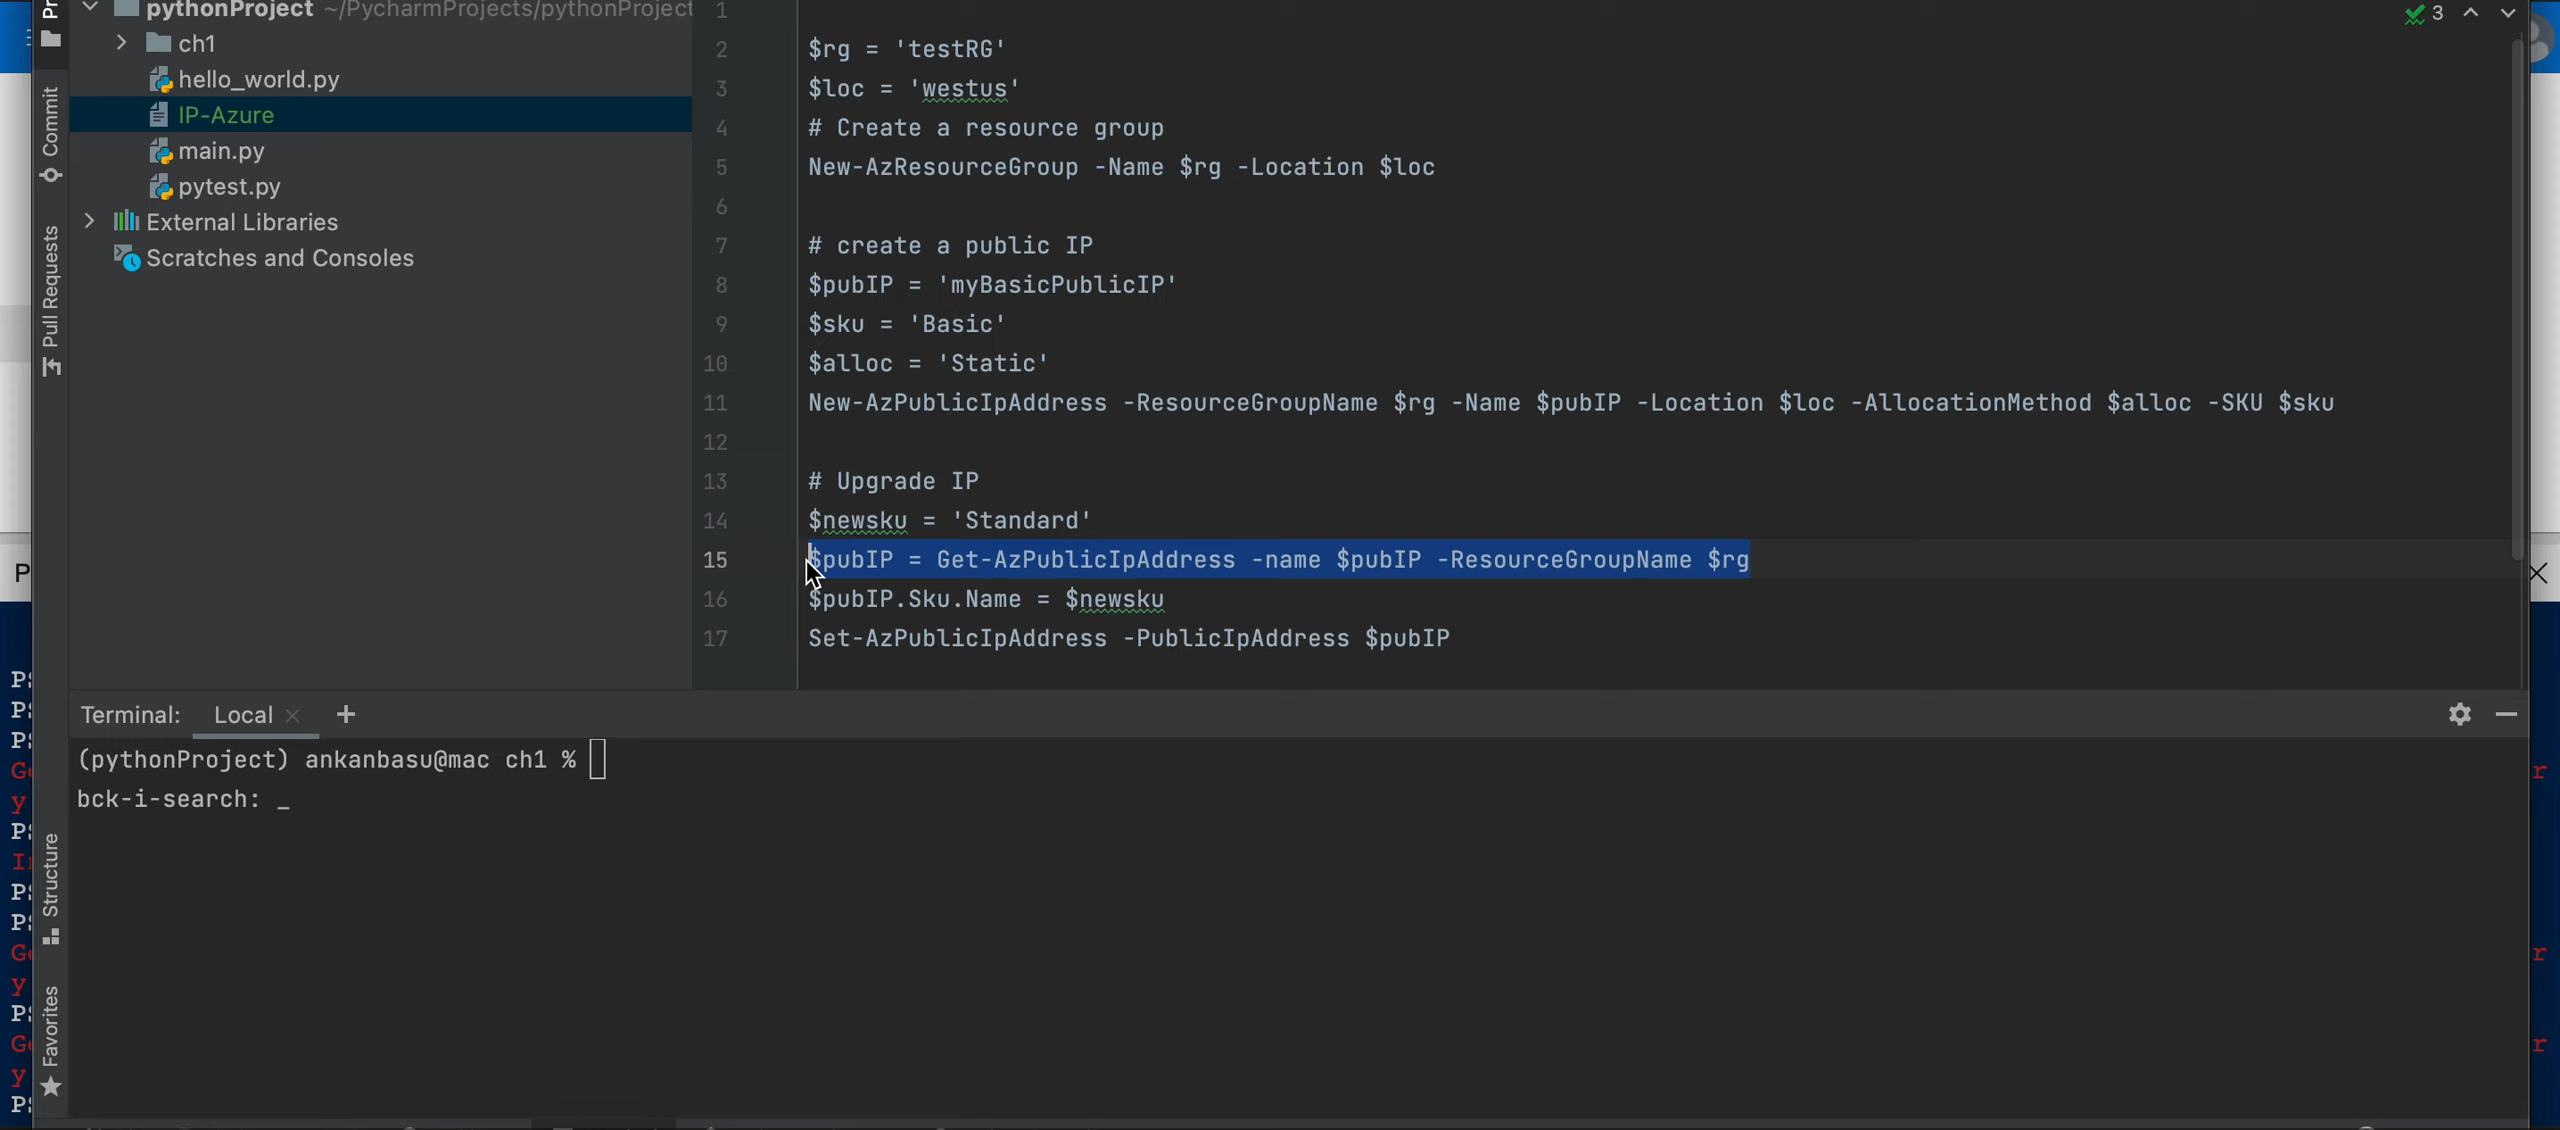 pythonProject ~/PycharmProjects/pythonProject
ch1
hello_world.py
IP-Azure
main.py
pytest.py
External Libraries
Scratches and Consoles
Commit
Pull Requests
Structure
Favorites
3
1
2 $rg = 'testRG'
3 $loc = 'westus'
4 # Create a resource group
5 New-AzResourceGroup -Name $rg -Location $loc
6
7 # create a public IP
8 $pubIP = 'myBasicPublicIP'
9 $sku = 'Basic'
10 $alloc = 'Static'
11 New-AzPublicIpAddress -ResourceGroupName $rg -Name $pubIP -Location $loc -AllocationMethod $alloc -SKU $sku
12
13 # Upgrade IP
14 $newsku = 'Standard'
15 $pubIP = Get-AzPublicIpAddress -name $pubIP -ResourceGroupName $rg
16 $pubIP.Sku.Name = $newsku
17 Set-AzPublicIpAddress -PublicIpAddress $pubIP
Terminal: Local +
(pythonProject) ankanbasu@mac ch1 %
bck-i-search: _